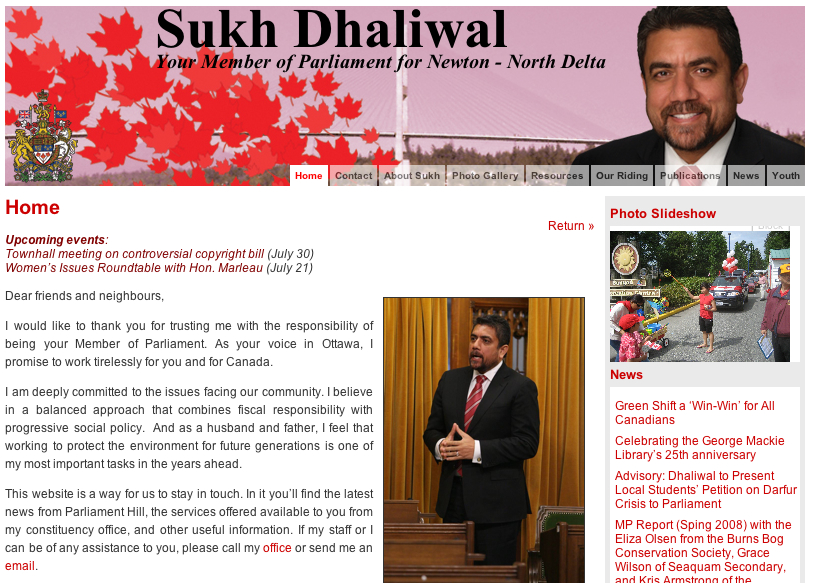 Sukh Dhaliwal
Your Member of Parliament for Newton - North Delta
Home
Contact
About Sukh
Photo Gallery
Resources
Our Riding
Publications
News
Youth
Home
Return »
Upcoming events:
Townhall meeting on controversial copyright bill (July 30)
Women's Issues Roundtable with Hon. Marleau (July 21)
Dear friends and neighbours,
I would like to thank you for trusting me with the responsibility of
being your Member of Parliament. As your voice in Ottawa, I
promise to work tirelessly for you and for Canada.
I am deeply committed to the issues facing our community. I believe
in a balanced approach that combines fiscal responsibility with
progressive social policy. And as a husband and father, I feel that
working to protect the environment for future generations is one of
my most important tasks in the years ahead.
This website is a way for us to stay in touch. In it you'll find the latest
news from Parliament Hill, the services offered available to you from
my constituency office, and other useful information. If my staff or I
can be of any assistance to you, please call my office or send me an
email.
Photo Slideshow
News
Green Shift a 'Win-Win' for All
Canadians
Celebrating the George Mackie
Library's 25th anniversary
Advisory: Dhaliwal to Present
Local Students' Petition on Darfur
Crisis to Parliament
MP Report (Sping 2008) with the
Eliza Olsen from the Burns Bog
Conservation Society, Grace
Wilson of Seaquam Secondary,
and Kris Armstrong of the